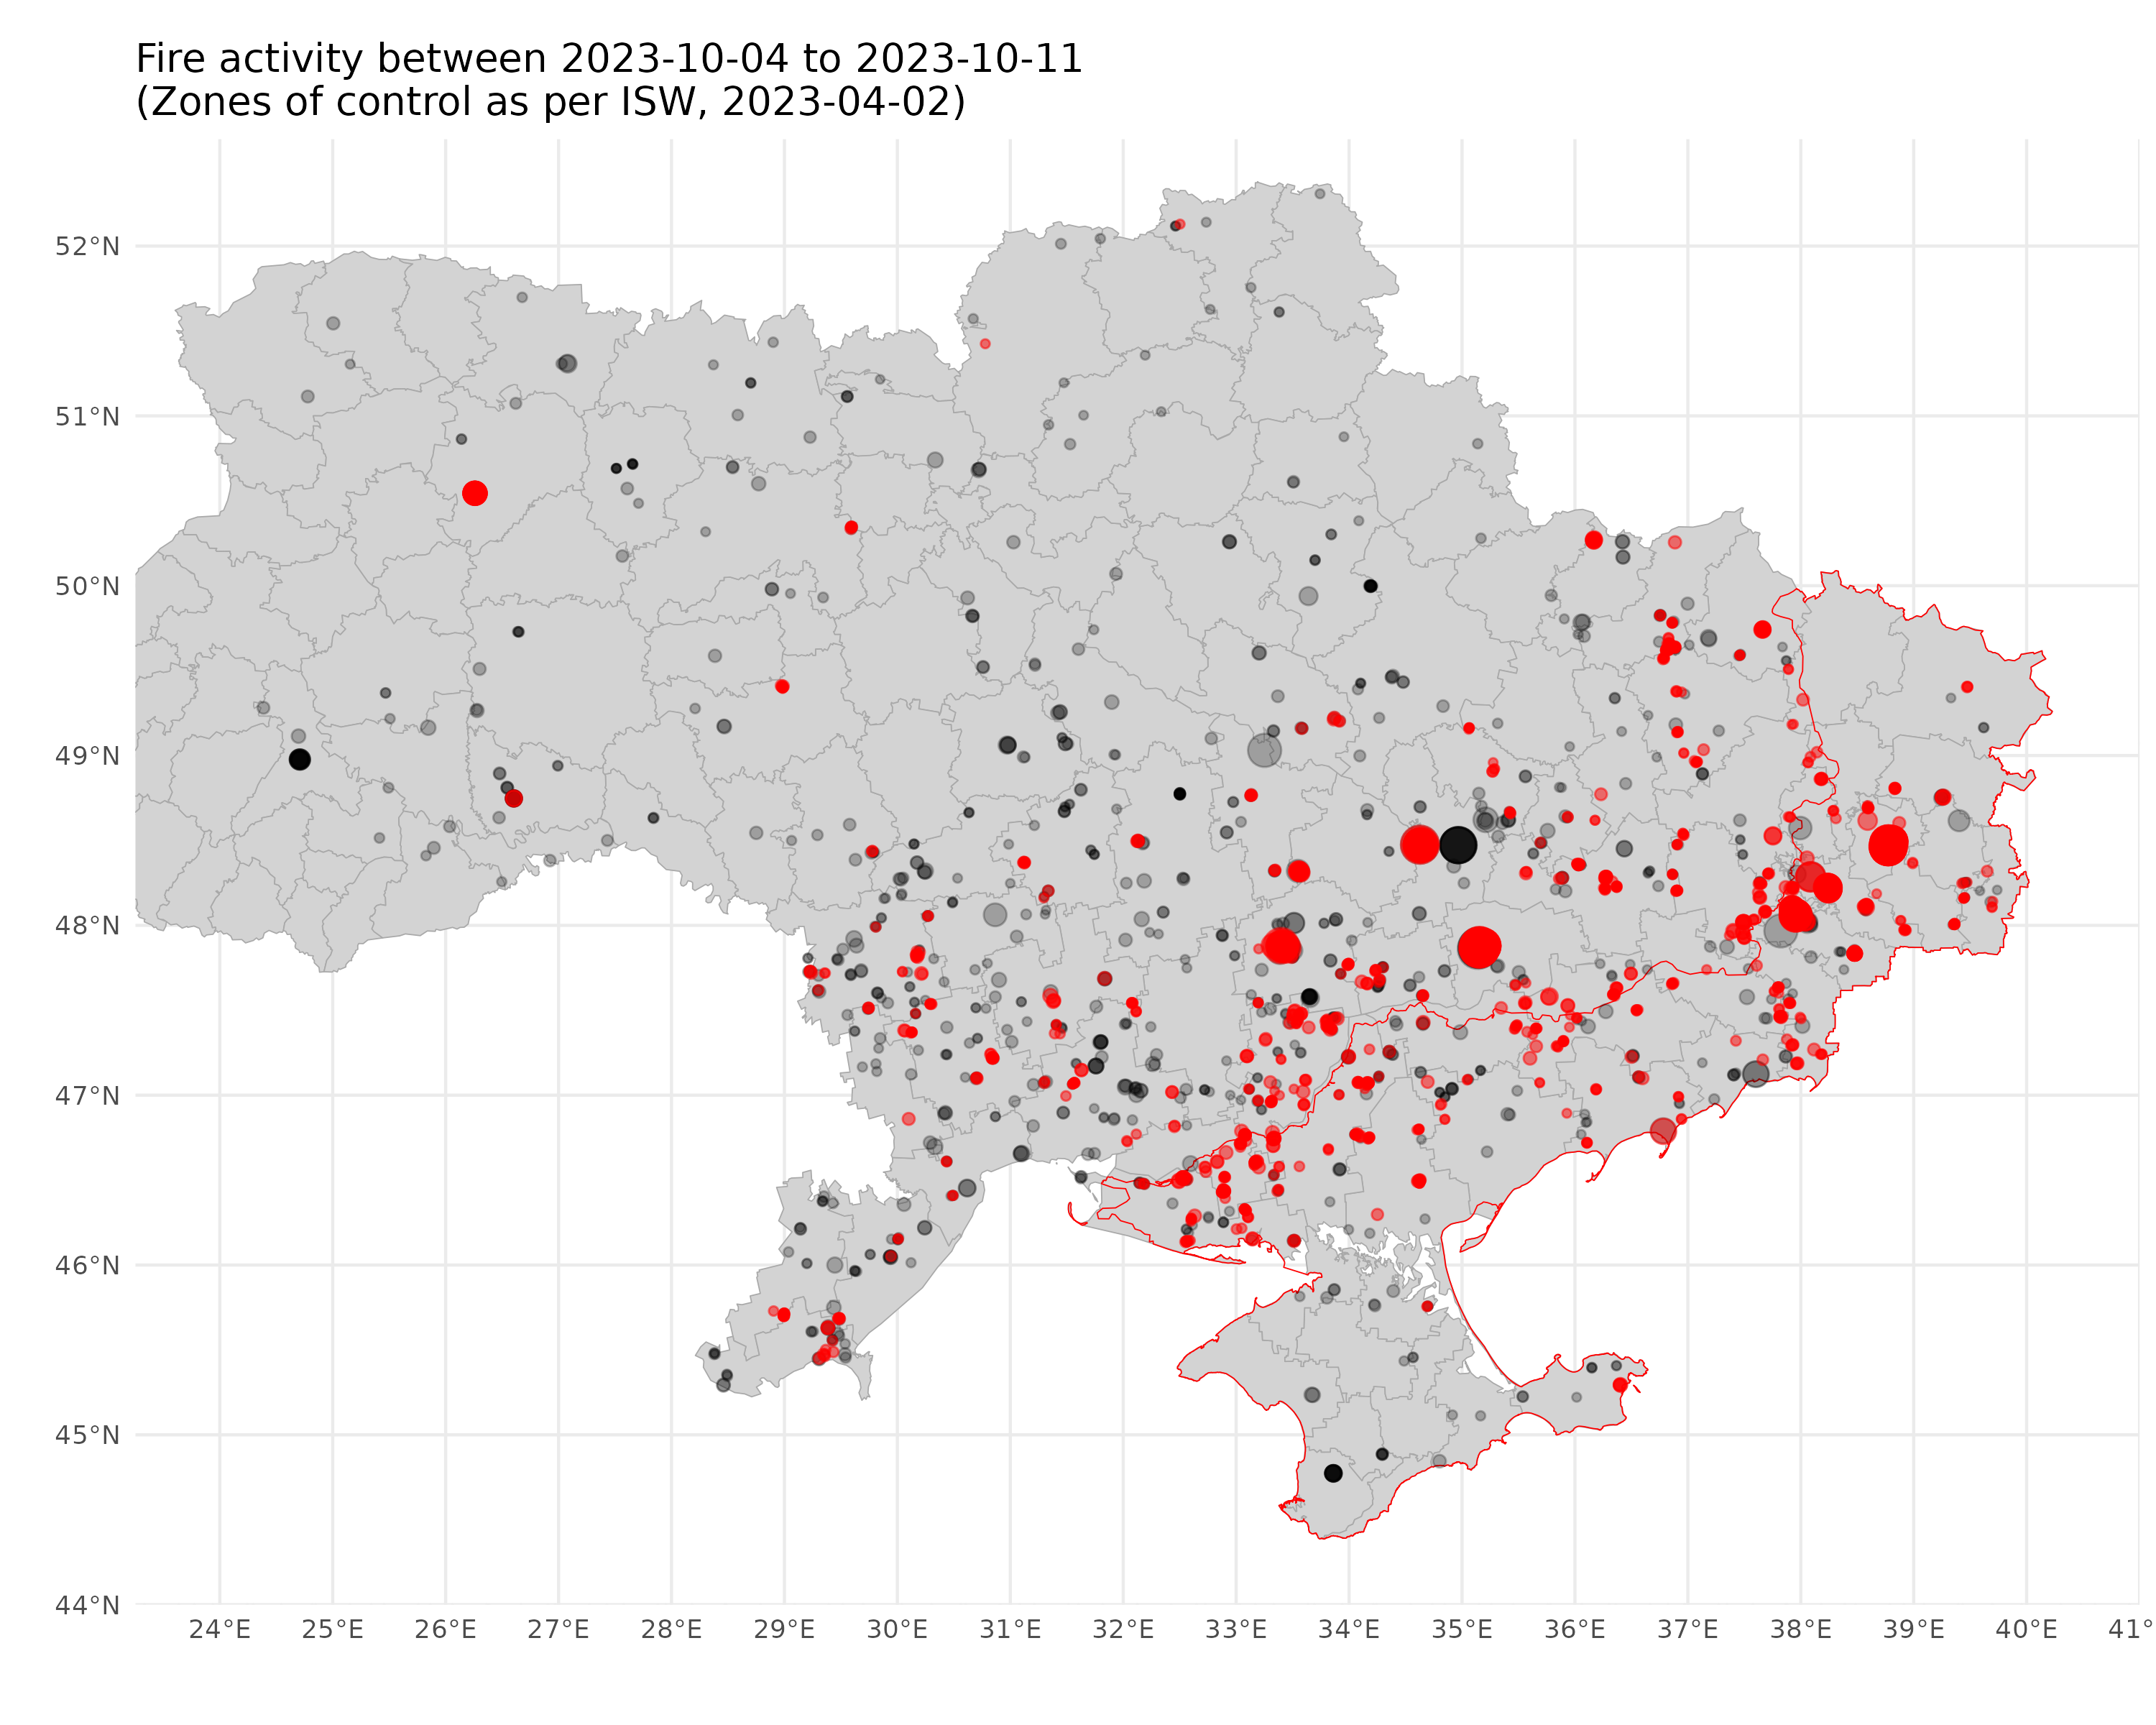 Fire activity between 2023-10-04 to 2023-10-11
(Zones of control as per ISW, 2023-04-02)
52°N
51°N
50°N
49°N
48°N
47°N
46°N
45°N
44°N
24°E 25°E 26°E 27°E 28°E 29°E 30°E 31°E 32°E 33°E 34°E 35°E 36°E 37°E 38°E 39°E 40°E 41°